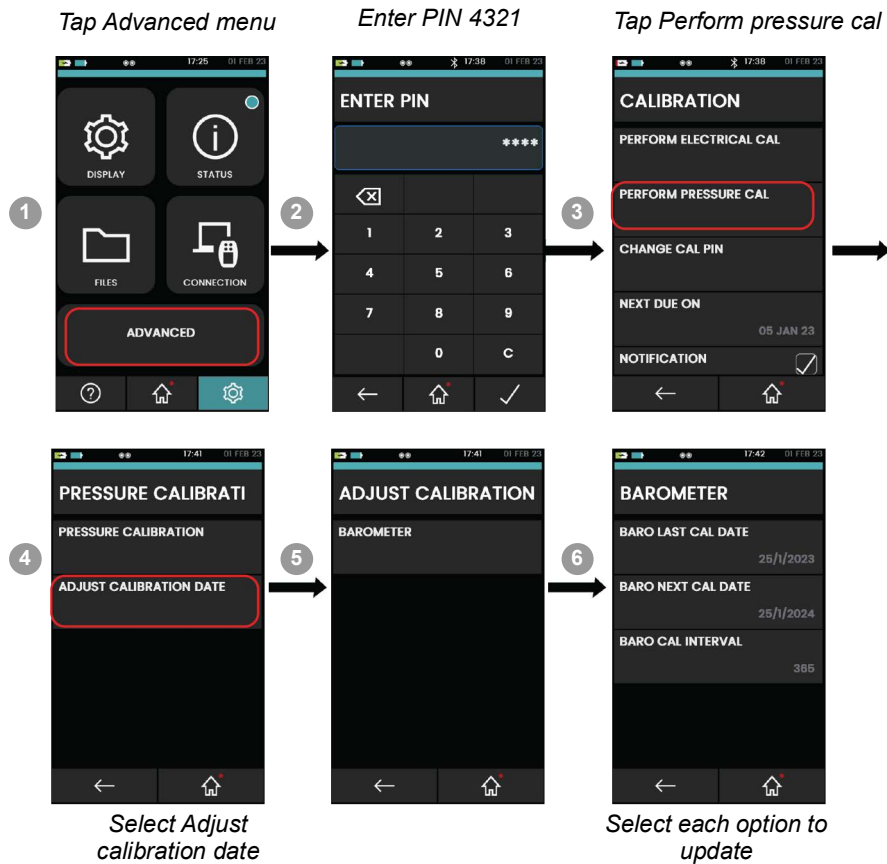 Tap Advanced menu
Enter PIN 4321
Tap Perform pressure cal
1
17:25 01 FEB 23
DISPLAY
STATUS
FILES
CONNECTION
ADVANCED
2
17:38 01 FEB 23
ENTER PIN
****
1 2 3
4 5 6
7 8 9
0 C
3
17:38 01 FEB 23
CALIBRATION
PERFORM ELECTRICAL CAL
PERFORM PRESSURE CAL
CHANGE CAL PIN
NEXT DUE ON
05 JAN 23
NOTIFICATION
4
17:41 01 FEB 23
PRESSURE CALIBRATI
PRESSURE CALIBRATION
ADJUST CALIBRATION DATE
Select Adjust
calibration date
5
17:41 01 FEB 23
ADJUST CALIBRATION
BAROMETER
6
17:42 01 FEB 23
BAROMETER
BARO LAST CAL DATE
25/1/2023
BARO NEXT CAL DATE
25/1/2024
BARO CAL INTERVAL
365
Select each option to
update